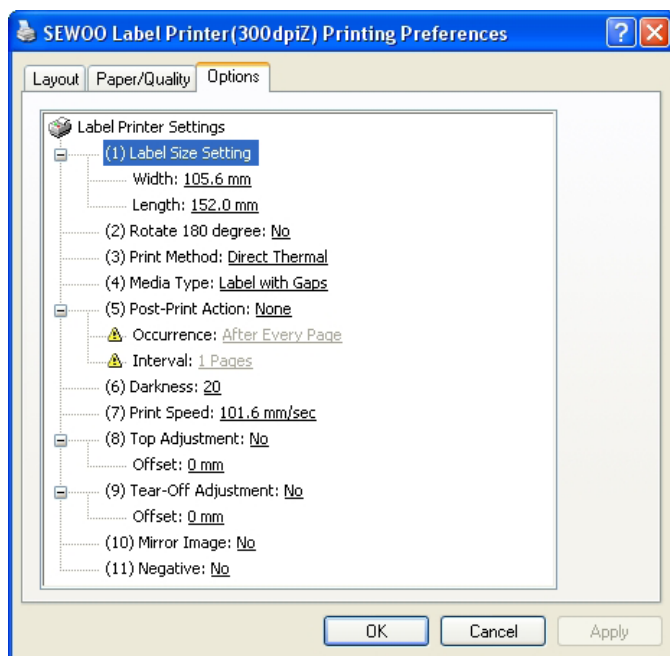 SEWOO Label Printer(300dpiZ) Printing Preferences
Layout Paper/Quality Options
Label Printer Settings
(1) Label Size Setting
Width: 105.6 mm
Length: 152.0 mm
(2) Rotate 180 degree: No
(3) Print Method: Direct Thermal
(4) Media Type: Label with Gaps
(5) Post-Print Action: None
Occurrence: After Every Page
Interval: 1 Pages
(6) Darkness: 20
(7) Print Speed: 101.6 mm/sec
(8) Top Adjustment: No
Offset: 0 mm
(9) Tear-Off Adjustment: No
Offset: 0 mm
(10) Mirror Image: No
(11) Negative: No
OK Cancel Apply